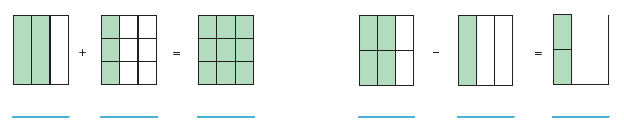 + = − =